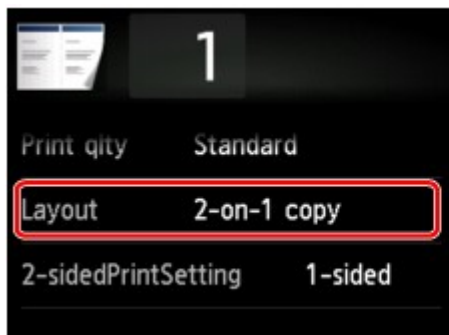 1
Print qlty Standard
Layout 2-on-1 copy
2-sidedPrintSetting 1-sided